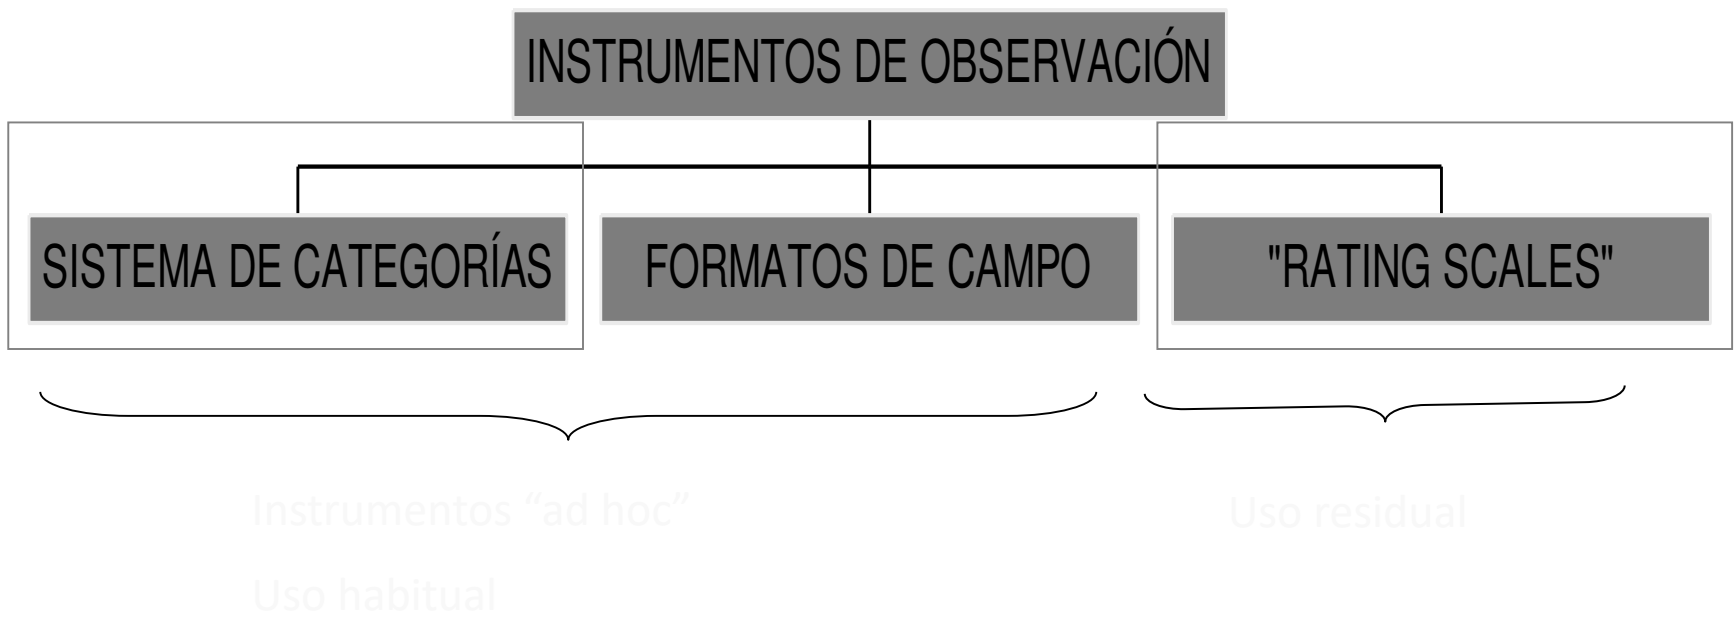 INSTRUMENTOS DE OBSERVACIÓN
SISTEMA DE CATEGORÍAS
FORMATOS DE CAMPO
"RATING SCALES"
Instrumentos “ad hoc”
Uso habitual
Uso residual